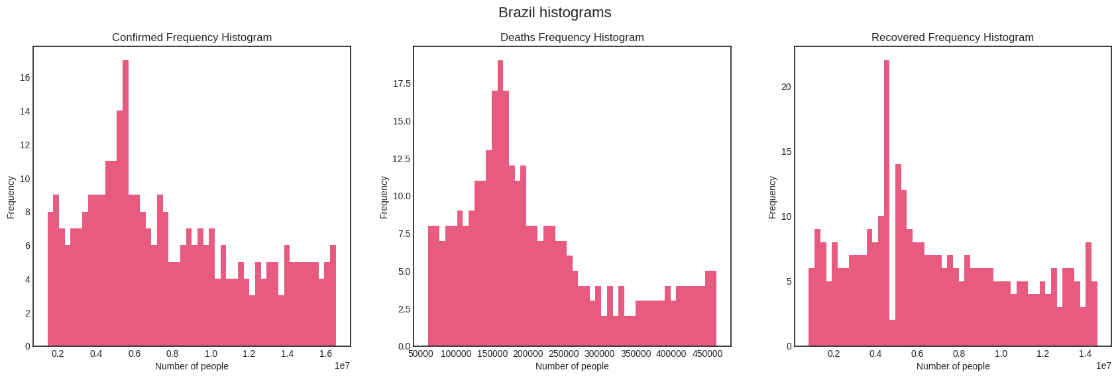 Brazil histograms
Confirmed Frequency Histogram
Frequency
16
14
12
10
8
6
4
2
0
0.2 0.4 0.6 0.8 1.0 1.2 1.4 1.6
1e7
Number of people
Deaths Frequency Histogram
Frequency
17.5
15.0
12.5
10.0
7.5
5.0
2.5
0.0
50000 100000 150000 200000 250000 300000 350000 400000 450000
Number of people
Recovered Frequency Histogram
Frequency
20
15
10
5
0
0.2 0.4 0.6 0.8 1.0 1.2 1.4
1e7
Number of people